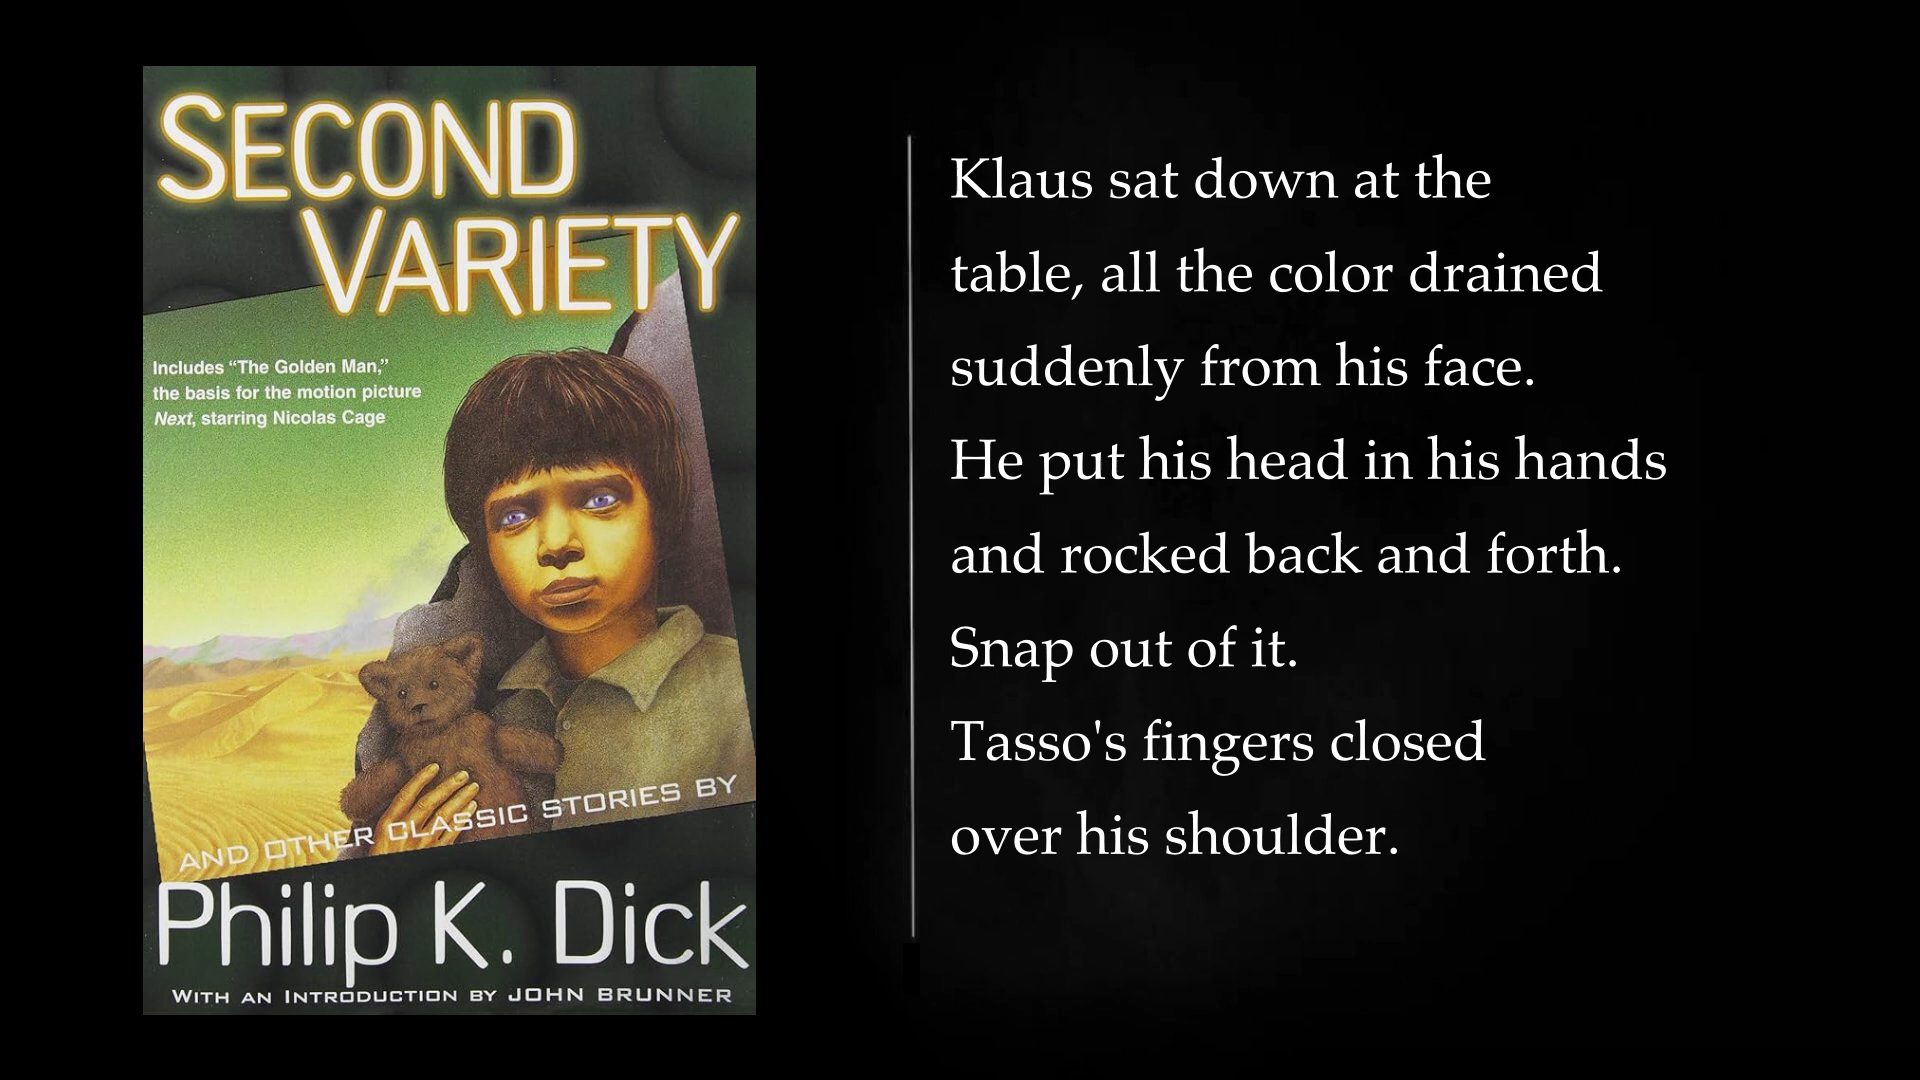 SECOND
VARIETY
Includes “The Golden Man,”
the basis for the motion picture
Next, starring Nicolas Cage
AND OTHER CLASSIC STORIES BY
Philip K. Dick
WITH AN INTRODUCTION BY JOHN BRUNNER
Klaus sat down at the
table, all the color drained
suddenly from his face.
He put his head in his hands
and rocked back and forth.
Snap out of it.
Tasso's fingers closed
over his shoulder.